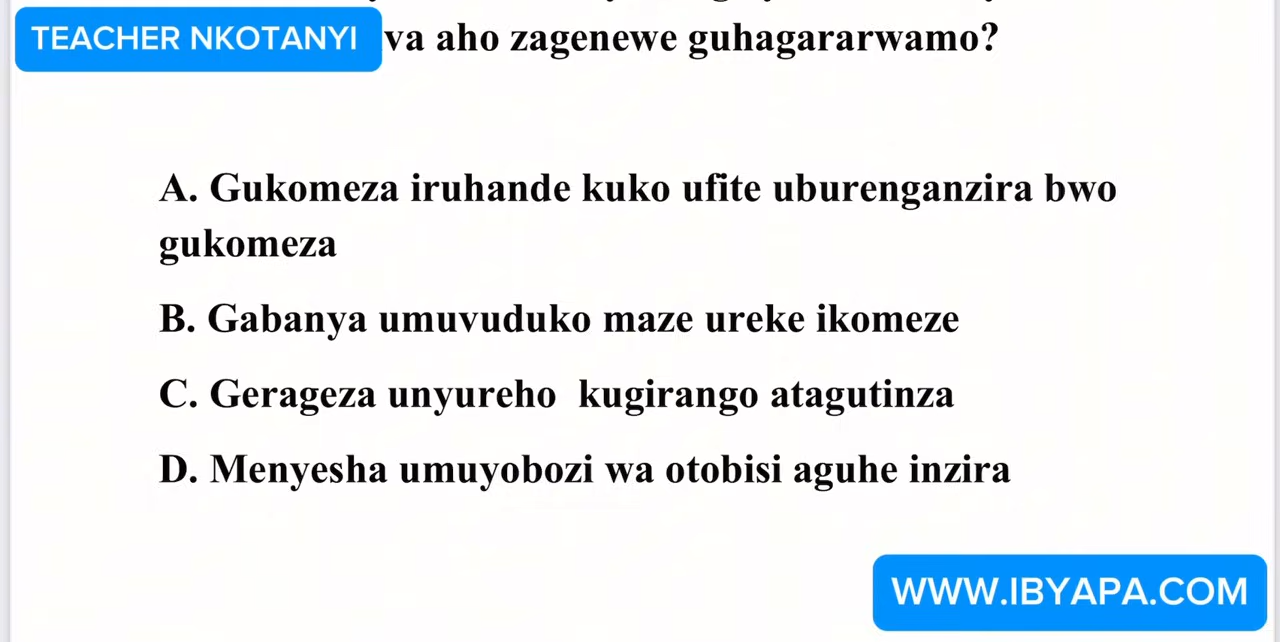 TEACHER NKOTANYI va aho zagenewe guhagararwamo?
A. Gukomeza iruhande kuko ufite uburenganzira bwo
gukomeza
B. Gabanya umuvuduko maze ureke ikomeze
C. Gerageza unyureho kugirango atagutinza
D. Menyesha umuyobozi wa otobisi aguhe inzira
WWW.IBYAPA.COM